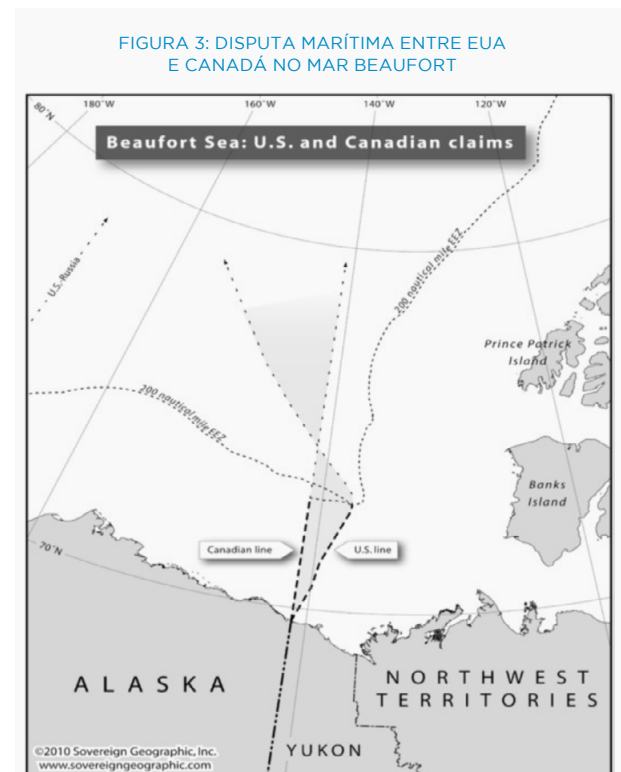 FIGURA 3: DISPUTA MARÍTIMA ENTRE EUA
E CANADÁ NO MAR BEAUFORT
80°N
180°W
160°W
140°W
120°W
Beaufort Sea: U.S. and Canadian claims
U.S.-Russia
200 nautical mile EEZ
Prince Patrick
Island
200 nautical mile EEZ
Banks
Island
70°N
Canadian line
U.S. line
ALASKA
NORTHWEST
TERRITORIES
YUKON
©2010 Sovereign Geographic, Inc.
www.sovereigngeographic.com